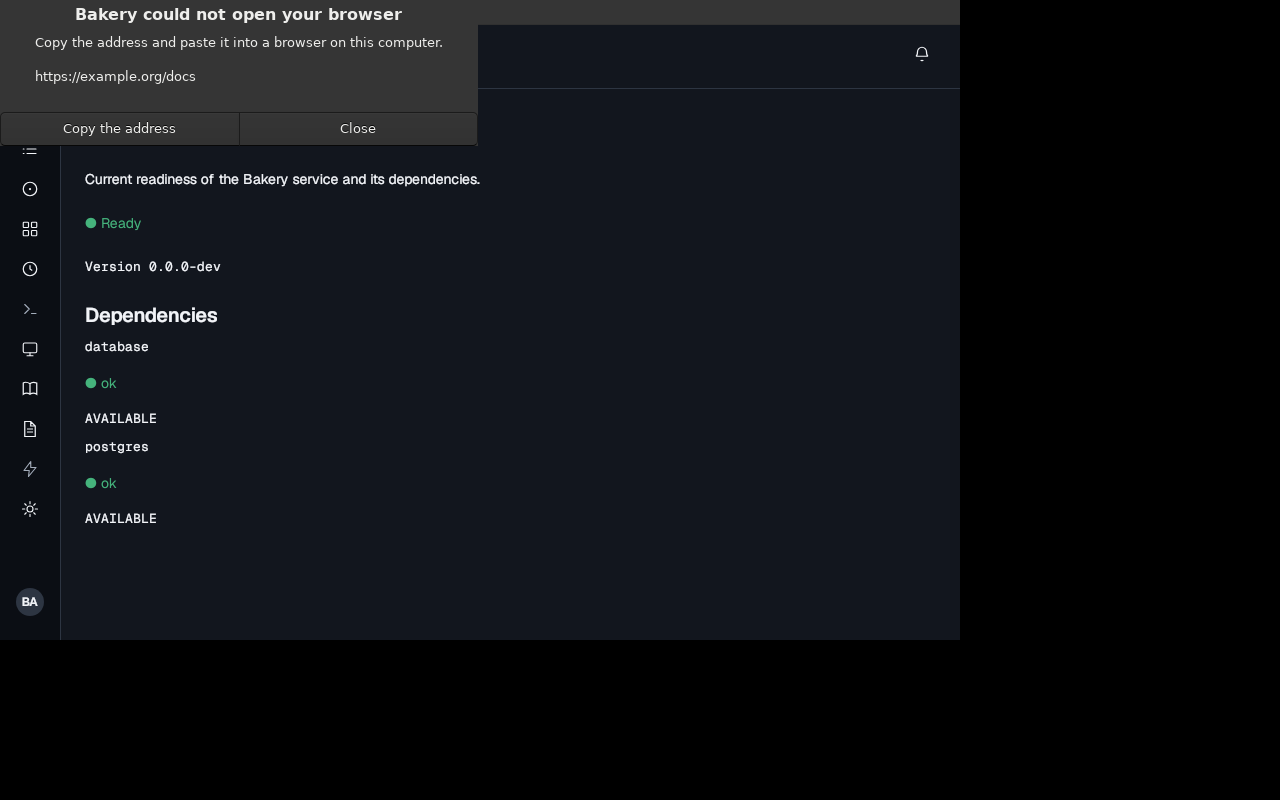 Bakery could not open your browser
Copy the address and paste it into a browser on this computer.
https://example.org/docs
Copy the address
Close
Current readiness of the Bakery service and its dependencies.
Ready
Version 0.0.0-dev
Dependencies
database
ok
AVAILABLE
postgres
ok
AVAILABLE
BA